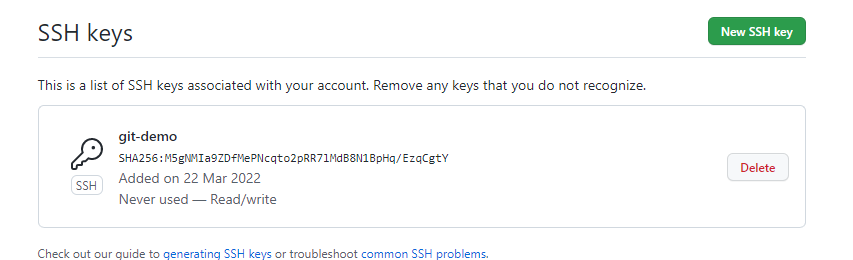 SSH keys
New SSH key
This is a list of SSH keys associated with your account. Remove any keys that you do not recognize.
git-demo
SHA256:M5gNMIa9ZDfMePNcqto2pRR7lMdB8N1BpHq/EzqCgtY
SSH
Added on 22 Mar 2022
Never used — Read/write
Delete
Check out our guide to generating SSH keys or troubleshoot common SSH problems.